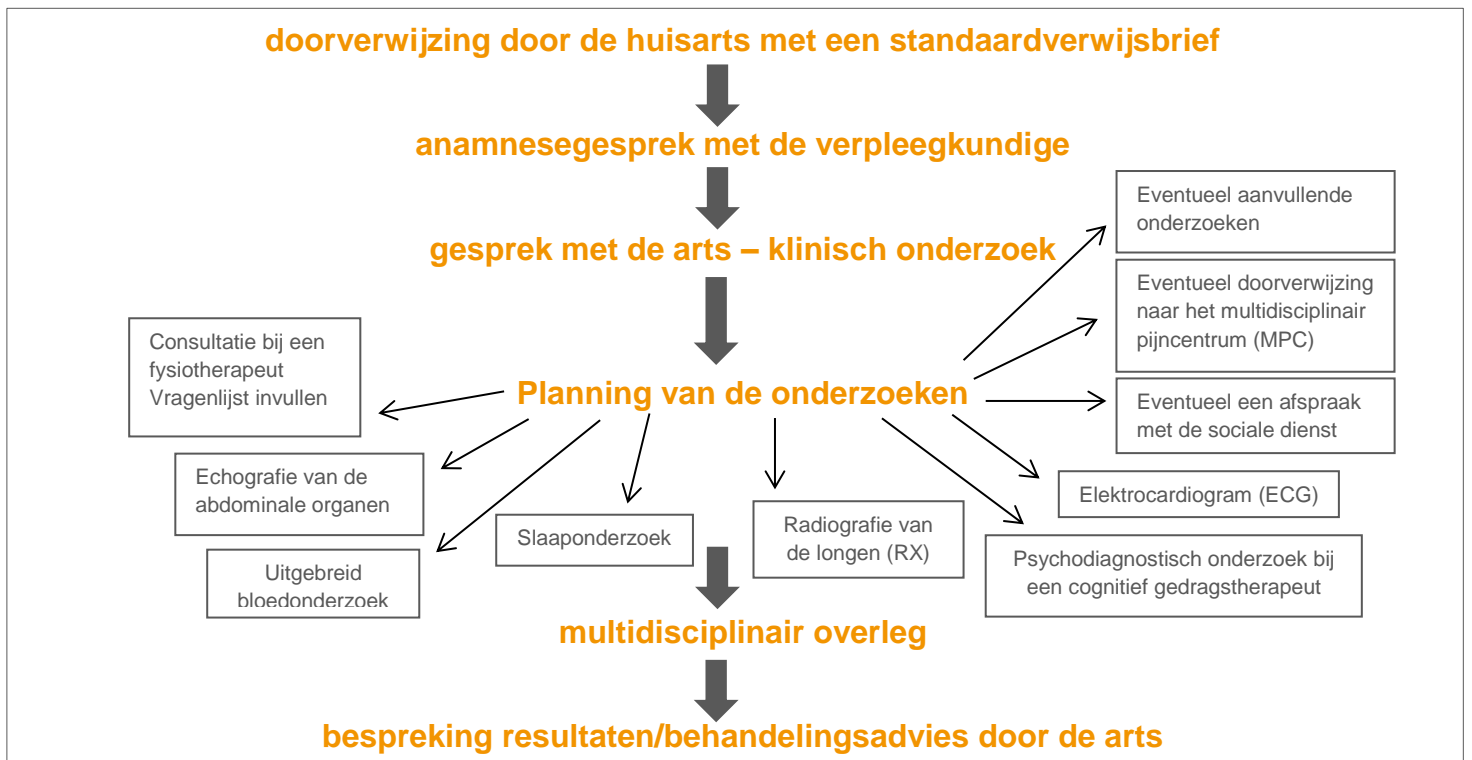 doorverwijzing door de huisarts met een standaardverwijsbrief
anamnesegesprek met de verpleegkundige
gesprek met de arts – klinisch onderzoek
Eventueel aanvullende
onderzoeken
Eventueel doorverwijzing
naar het multidisciplinair
pijncentrum (MPC)
Consultatie bij een
fysiotherapeut
Vragenlijst invullen
Planning van de onderzoeken
Eventueel een afspraak
met de sociale dienst
Echografie van de
abdominale organen
Elektrocardiogram (ECG)
Slaaponderzoek
Radiografie van
de longen (RX)
Uitgebreid
bloedonderzoek
Psychodiagnostisch onderzoek bij
een cognitief gedragstherapeut
multidisciplinair overleg
bespreking resultaten/behandelingsadvies door de arts